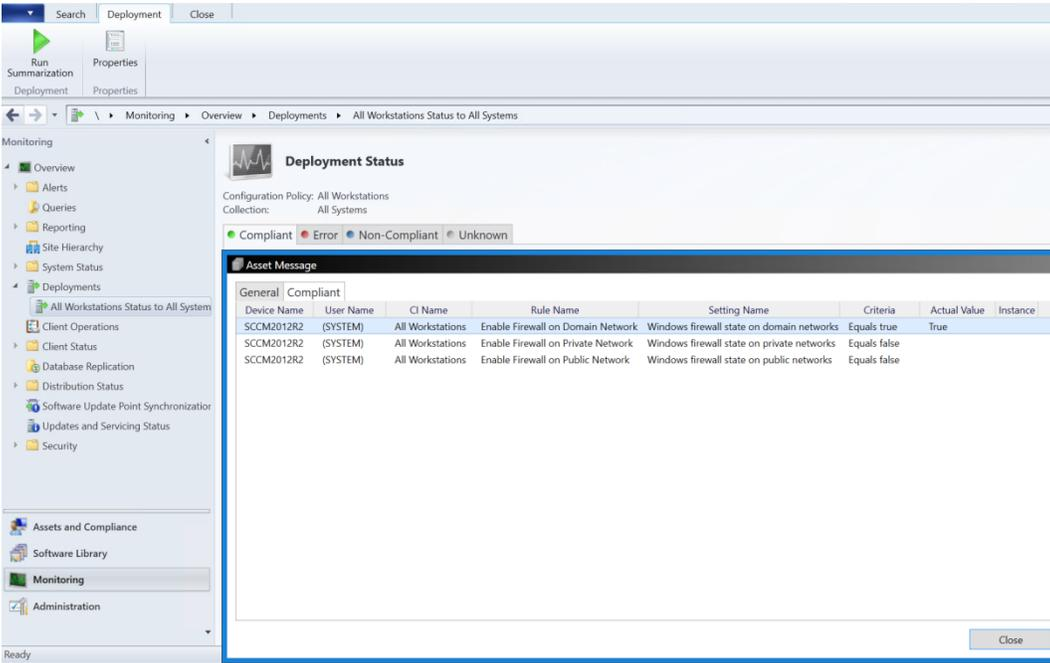 Search Deployment Close
Run
Summarization
Properties
Deployment Properties
\ Monitoring Overview Deployments All Workstations Status to All Systems
Monitoring
Overview
Alerts
Queries
Reporting
Site Hierarchy
System Status
Deployments
All Workstations Status to All System
Client Operations
Client Status
Database Replication
Distribution Status
Software Update Point Synchronization
Updates and Servicing Status
Security
Assets and Compliance
Software Library
Monitoring
Administration
Ready
Deployment Status
Configuration Policy: All Workstations
Collection: All Systems
Compliant Error Non-Compliant Unknown
Asset Message
General Compliant
Device Name User Name CI Name Rule Name Setting Name Criteria Actual Value Instance
SCCM2012R2 (SYSTEM) All Workstations Enable Firewall on Domain Network Windows firewall state on domain networks Equals true True
SCCM2012R2 (SYSTEM) All Workstations Enable Firewall on Private Network Windows firewall state on private networks Equals false
SCCM2012R2 (SYSTEM) All Workstations Enable Firewall on Public Network Windows firewall state on public networks Equals false
Close